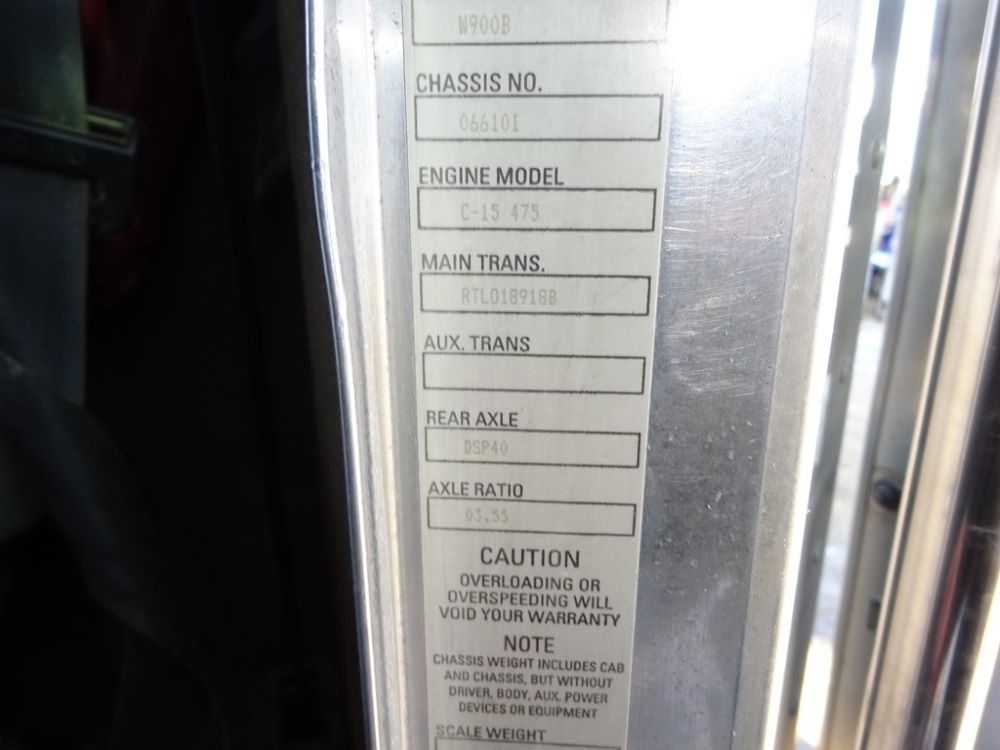 W900B
CHASSIS NO.
066101
ENGINE MODEL
C-15 475
MAIN TRANS.
RTLO18918B
AUX. TRANS
REAR AXLE
DSP40
AXLE RATIO
03.55
CAUTION
OVERLOADING OR
OVERSPEEDING WILL
VOID YOUR WARRANTY
NOTE
CHASSIS WEIGHT INCLUDES CAB
AND CHASSIS, BUT WITHOUT
DRIVER, BODY, AUX. POWER
DEVICES OR EQUIPMENT
SCALE WEIGHT